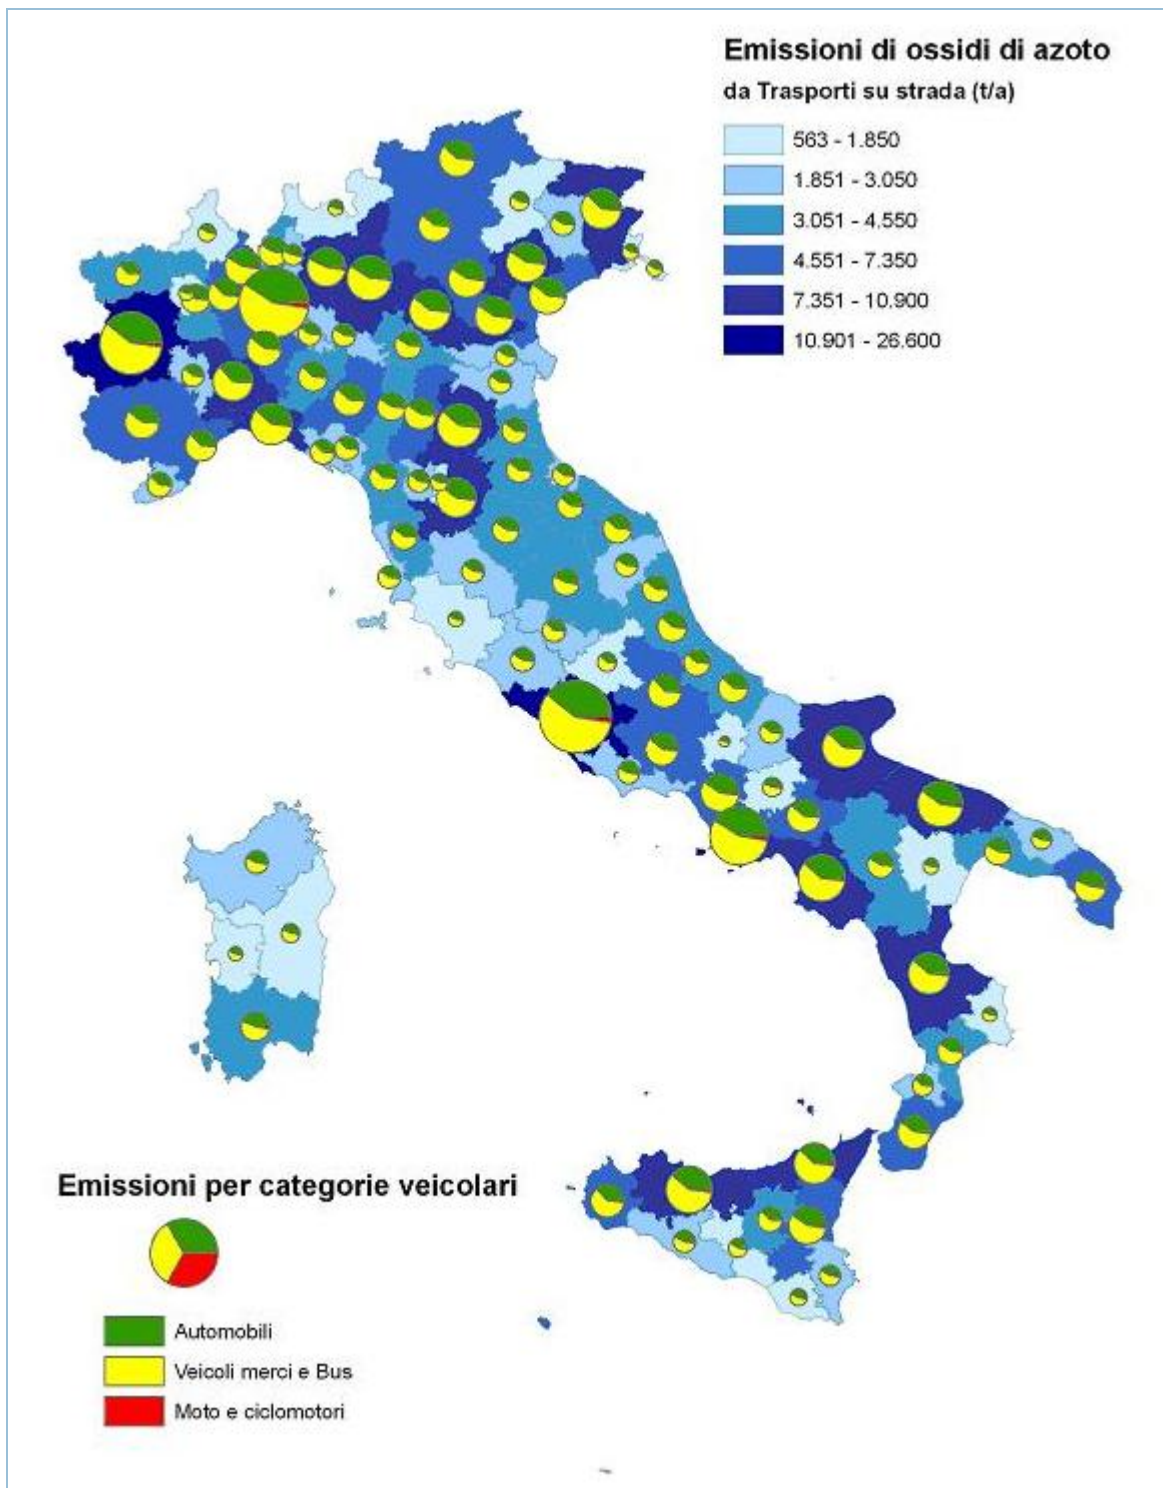 Emissioni di ossidi di azoto
da Trasporti su strada (t/a)
563 - 1.850
1.851 - 3.050
3.051 - 4.550
4.551 - 7.350
7.351 - 10.900
10.901 - 26.600
Emissioni per categorie veicolari
Automobili
Veicoli merci e Bus
Moto e ciclomotori